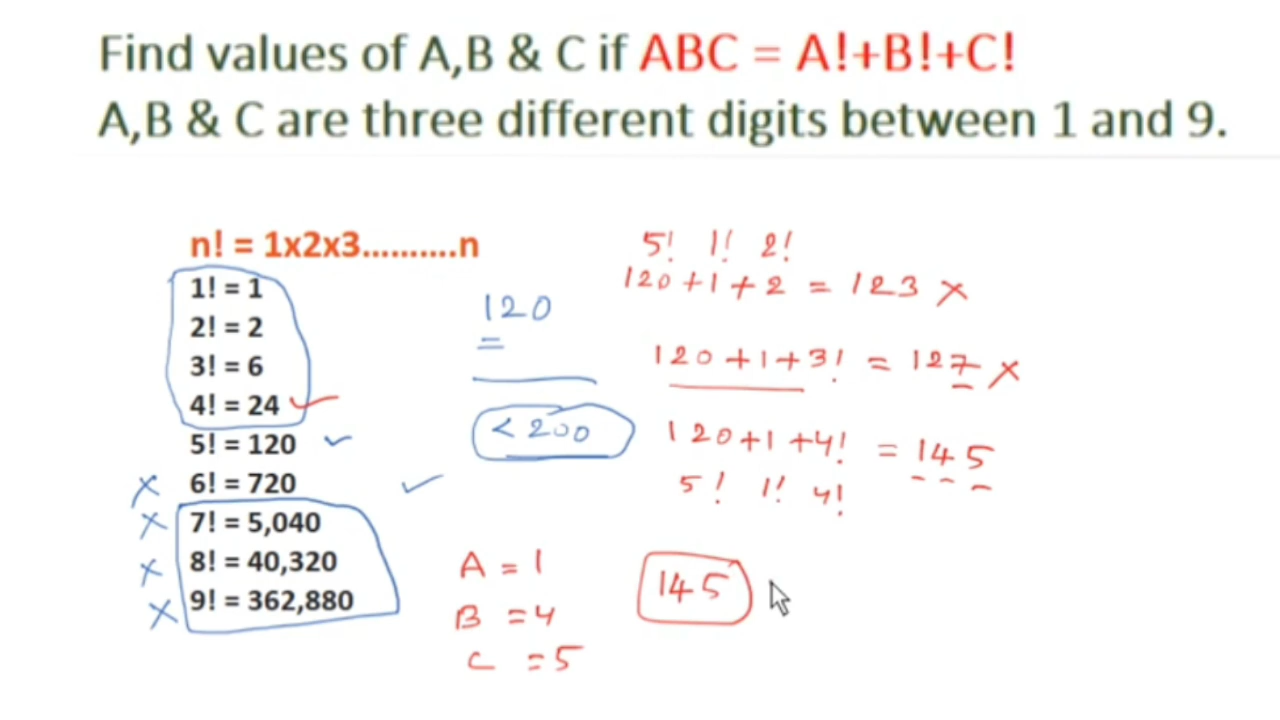 Find values of A,B & C if ABC = A!+B!+C!
A,B & C are three different digits between 1 and 9.
n! = 1x2x3..........n
1! = 1
2! = 2
3! = 6
4! = 24
5! = 120
6! = 720
7! = 5,040
8! = 40,320
9! = 362,880
120
=
< 200
A = 1
B = 4
C = 5
5! 1! 2!
120 + 1 + 2 = 123 ×
120 + 1 + 3! = 127 ×
120 + 1 + 4! = 145
5! 1! 4!
145